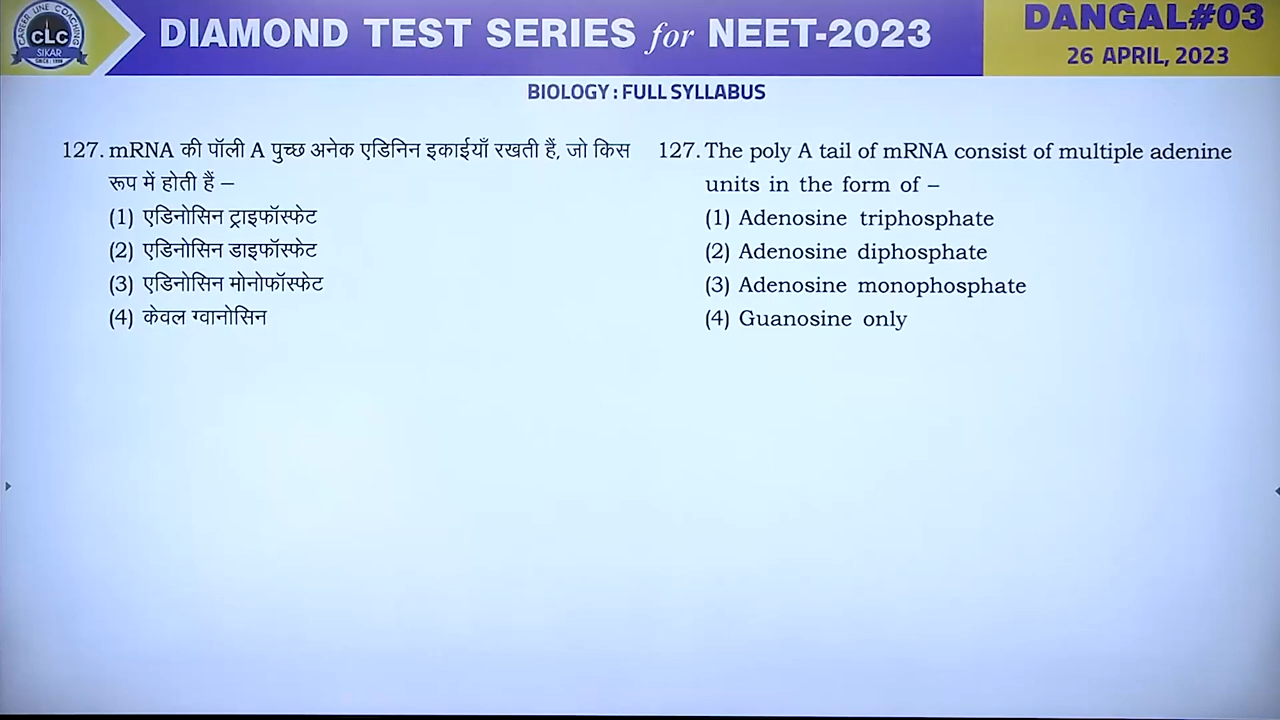 CAREER LINE COACHING
CLC
SIKAR
SINCE : 1996
DIAMOND TEST SERIES for NEET-2023
DANGAL#03
26 APRIL, 2023
BIOLOGY : FULL SYLLABUS
127. mRNA की पॉली A पुच्छ अनेक एडिनिन इकाईयाँ रखती हैं, जो किस
रूप में होती हैं –
(1) एडिनोसिन ट्राइफॉस्फेट
(2) एडिनोसिन डाइफॉस्फेट
(3) एडिनोसिन मोनोफॉस्फेट
(4) केवल ग्वानोसिन
127. The poly A tail of mRNA consist of multiple adenine
units in the form of –
(1) Adenosine triphosphate
(2) Adenosine diphosphate
(3) Adenosine monophosphate
(4) Guanosine only